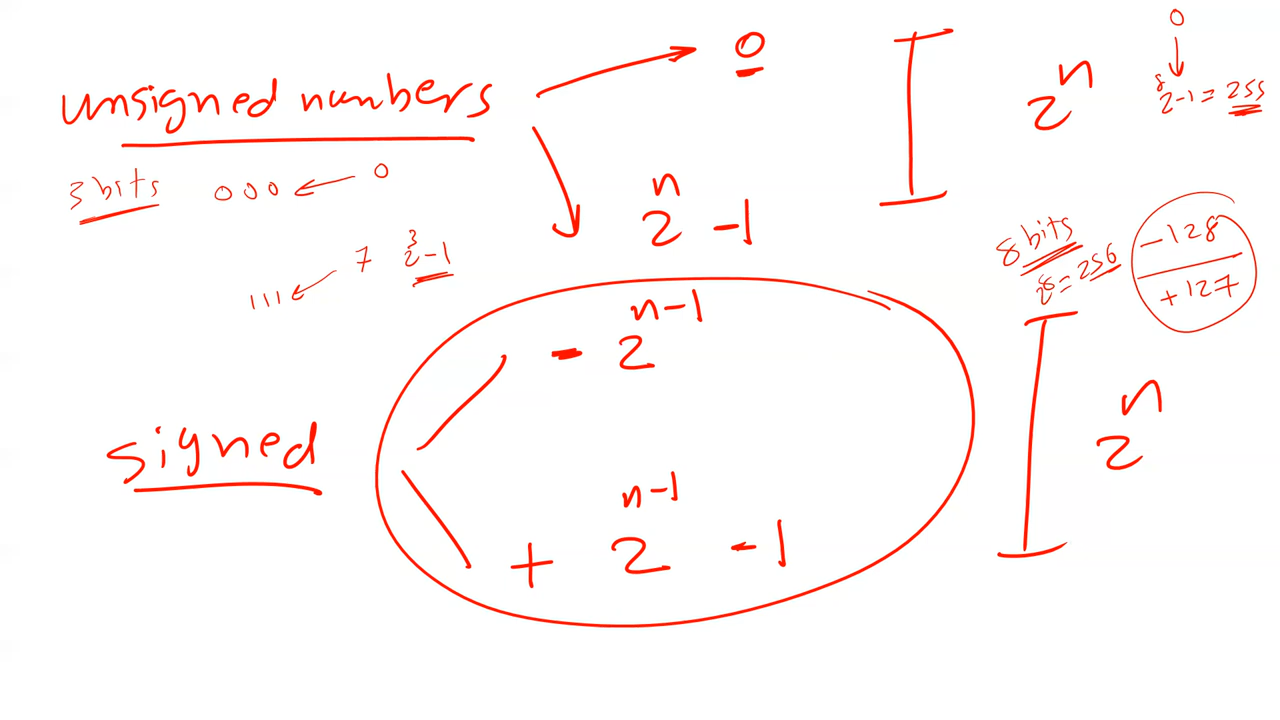 unsigned numbers
0
2^n - 1
2^n
0
2^8-1 = 255
3 bits 000 ← 0
111 ← 7 2^3-1
8 bits
2^8 = 256
-128
+127
signed
- 2^n-1
+ 2^n-1 - 1
2^n